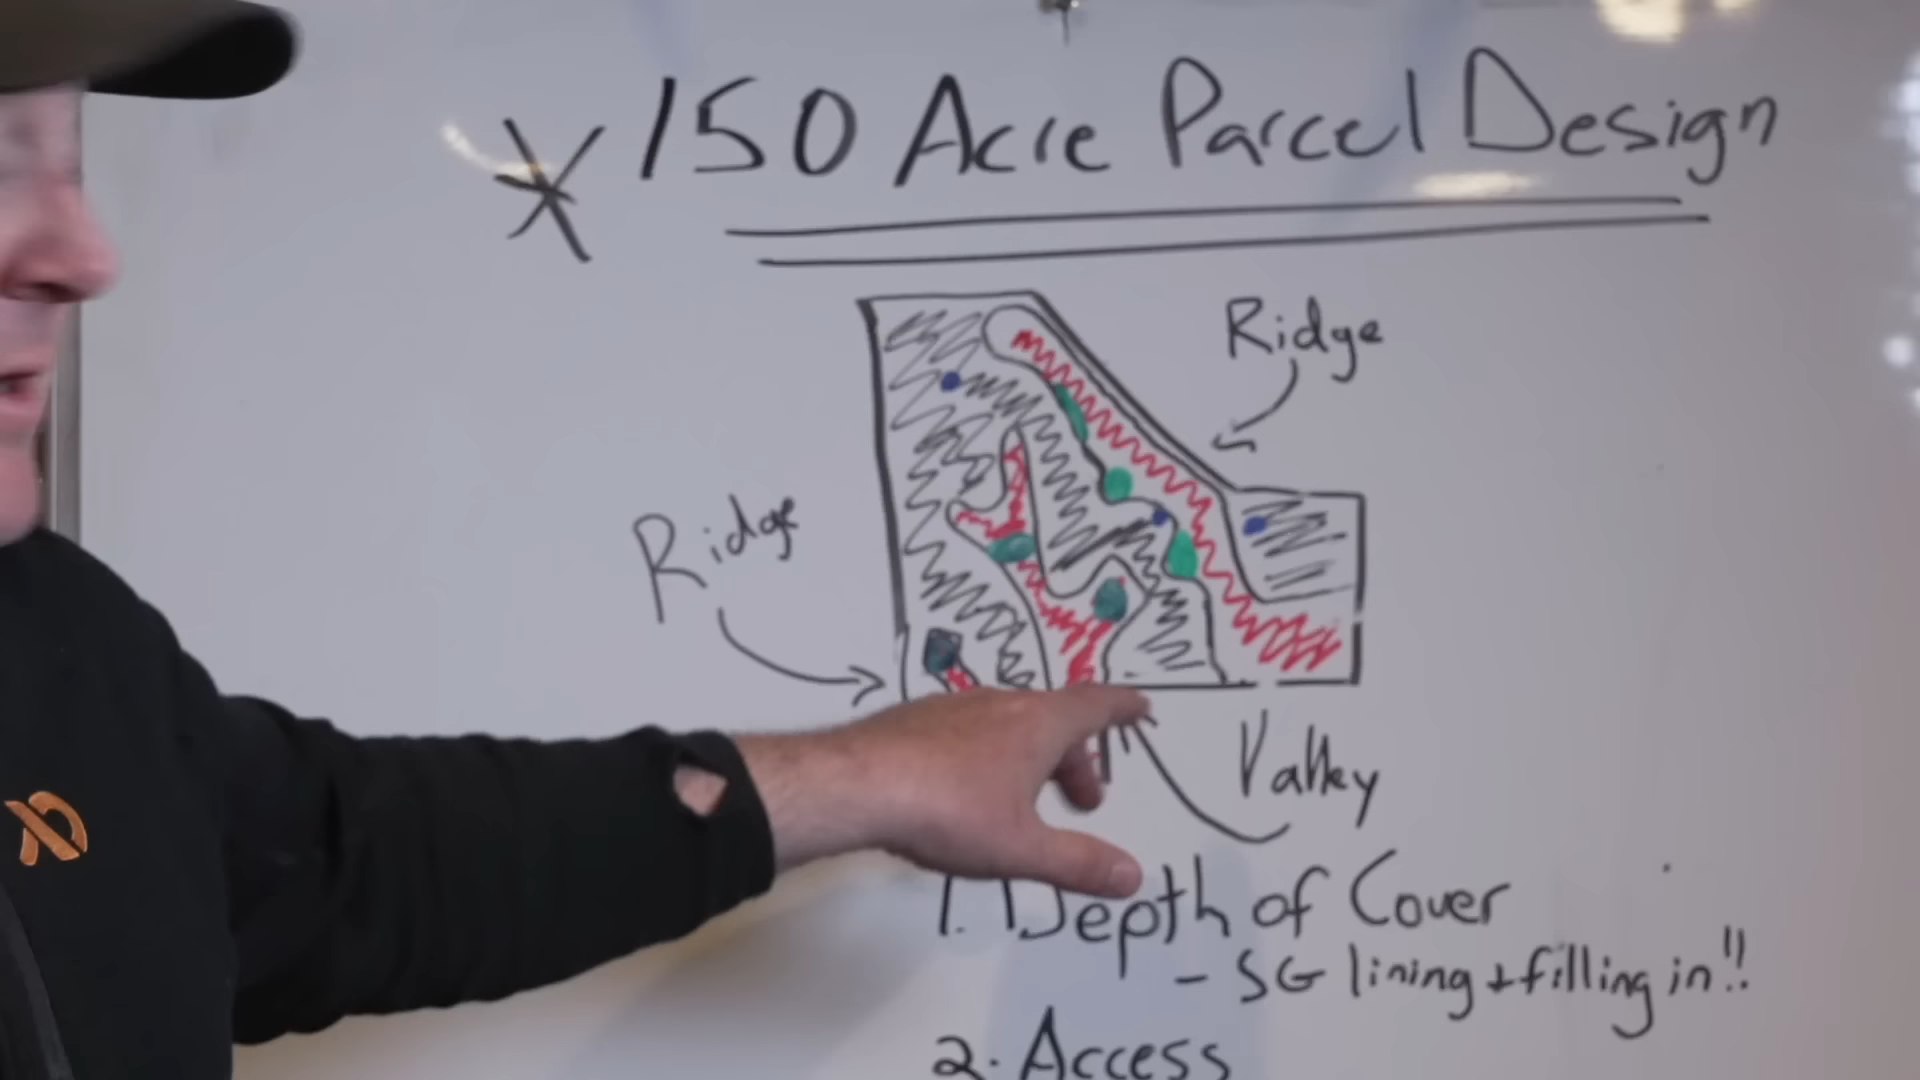 * 150 Acre Parcel Design
Ridge
Ridge
Valley
1. Depth of Cover
- SG lining + filling in!!
2. Access